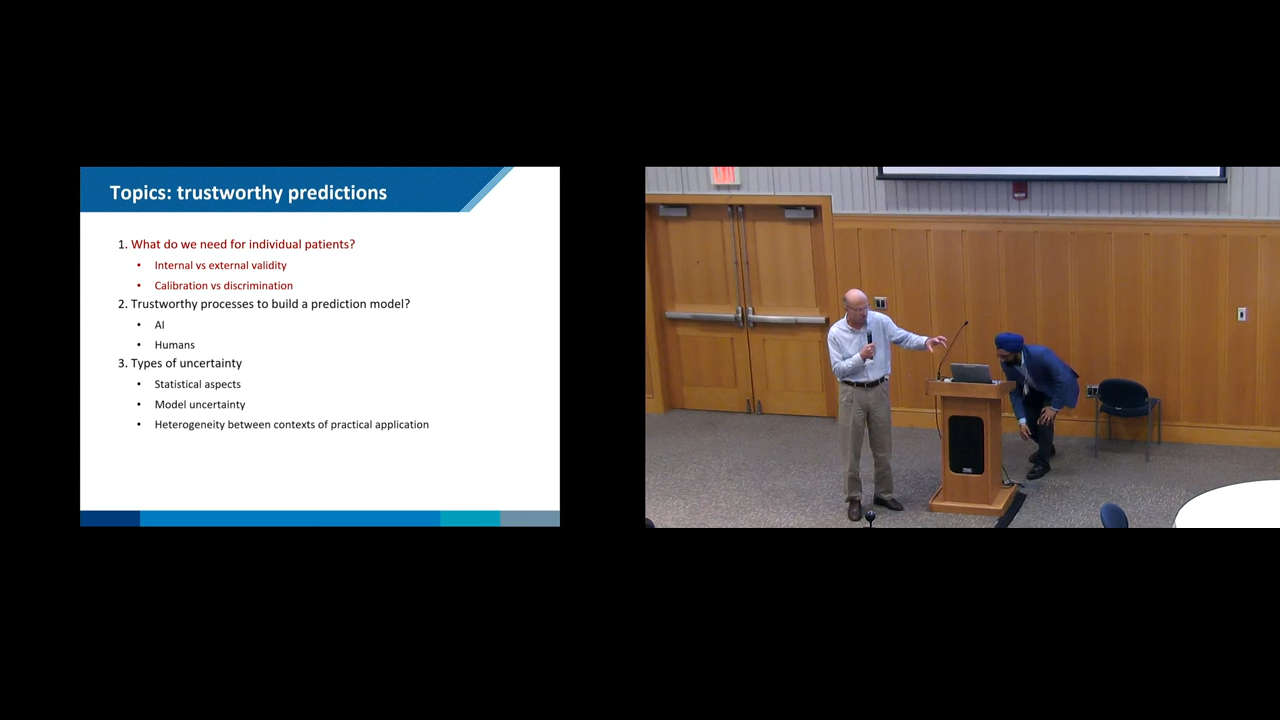 Topics: trustworthy predictions
1. What do we need for individual patients?
• Internal vs external validity
• Calibration vs discrimination
2. Trustworthy processes to build a prediction model?
• AI
• Humans
3. Types of uncertainty
• Statistical aspects
• Model uncertainty
• Heterogeneity between contexts of practical application